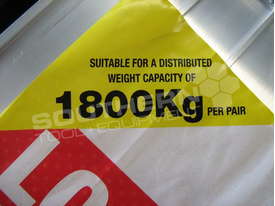 SUITABLE FOR A DISTRIBUTED
WEIGHT CAPACITY OF
1800Kg PER PAIR